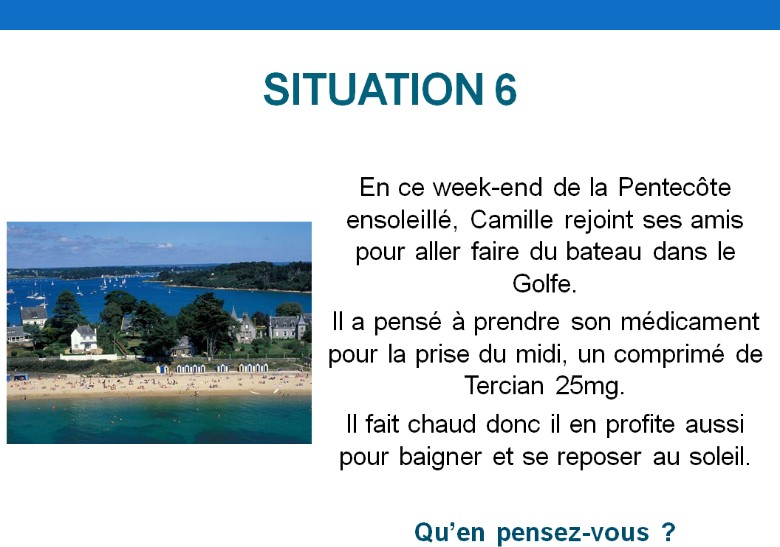 SITUATION 6
En ce week-end de la Pentecôte
ensoleillé, Camille rejoint ses amis
pour aller faire du bateau dans le
Golfe.
Il a pensé à prendre son médicament
pour la prise du midi, un comprimé de
Tercian 25mg.
Il fait chaud donc il en profite aussi
pour baigner et se reposer au soleil.
Qu’en pensez-vous ?